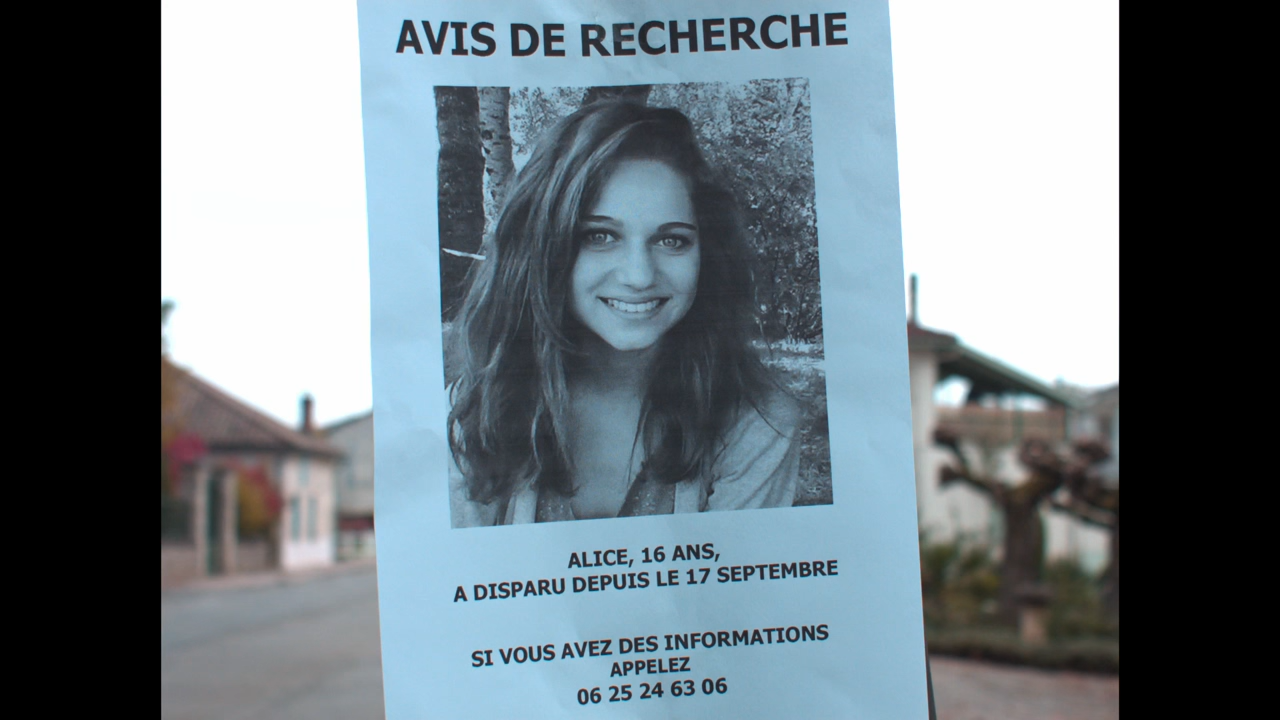 AVIS DE RECHERCHE
ALICE, 16 ANS,
A DISPARU DEPUIS LE 17 SEPTEMBRE
SI VOUS AVEZ DES INFORMATIONS
APPELEZ
06 25 24 63 06